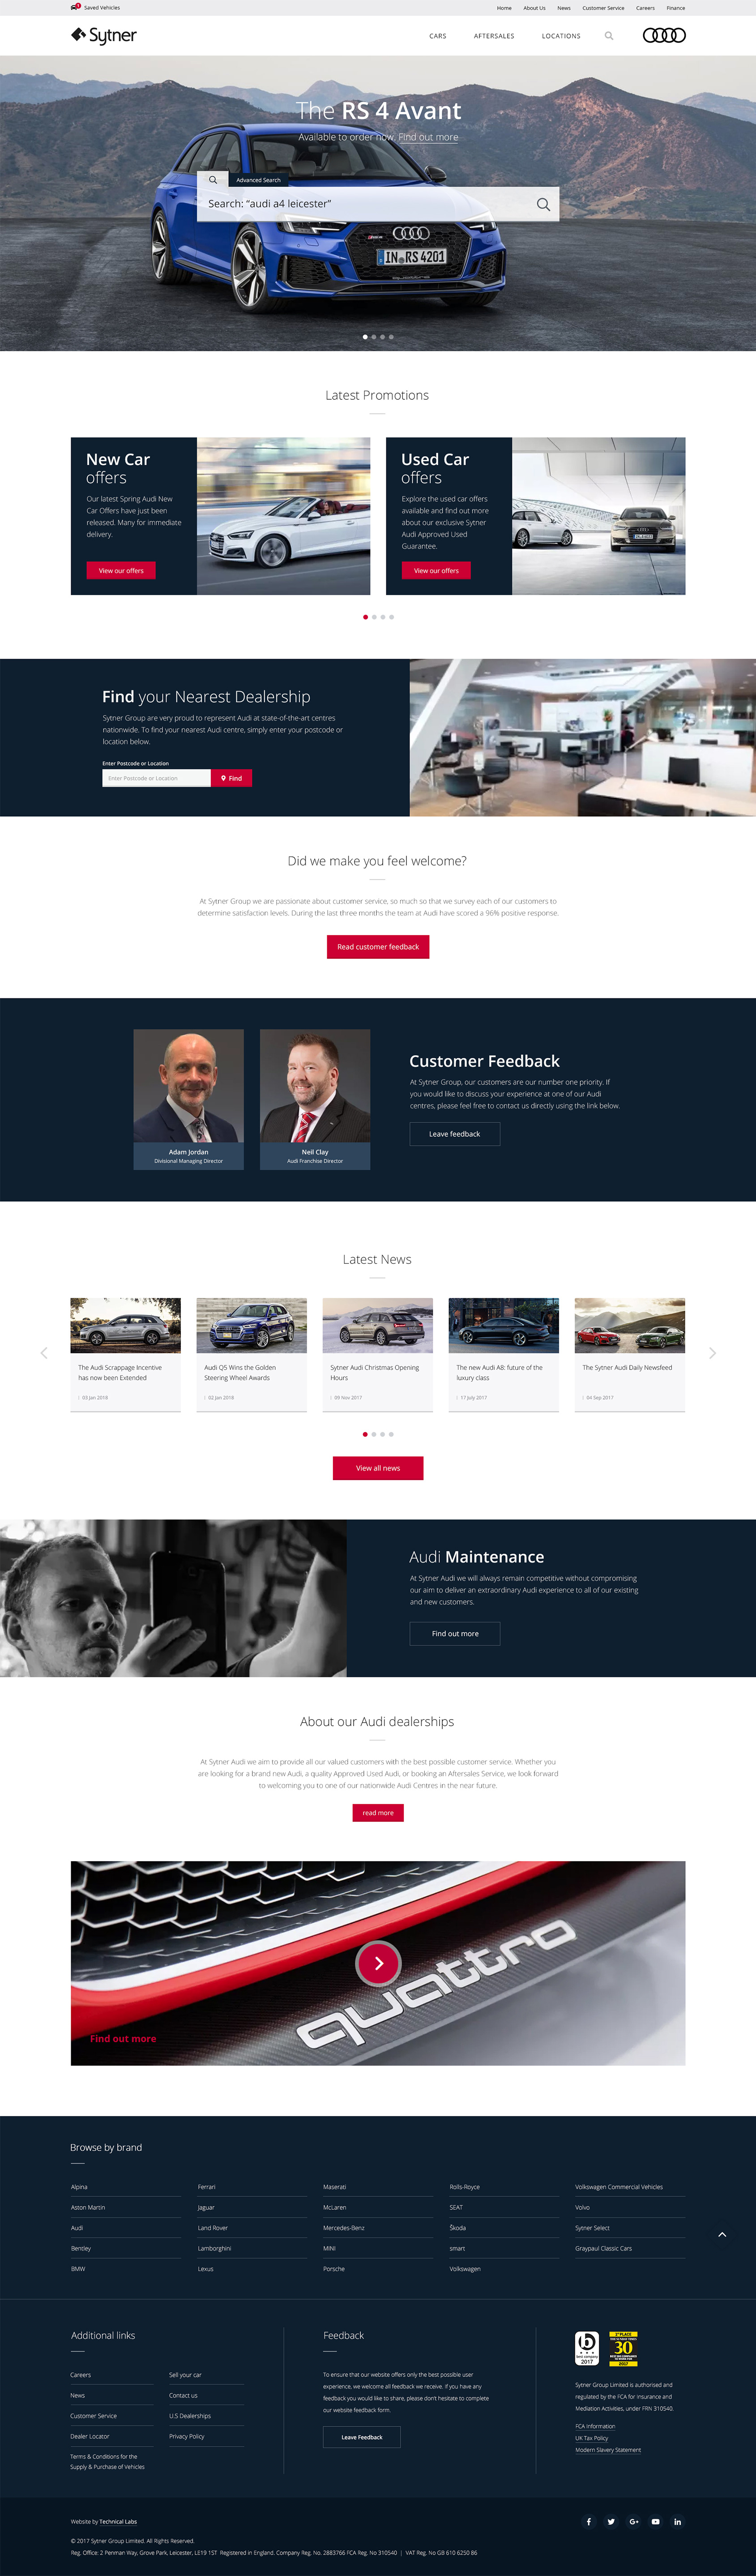 Saved Vehicles
Home About Us News Customer Service Careers Finance
Sytner
CARS AFTERSALES LOCATIONS
The RS 4 Avant
Available to order now. Find out more
Advanced Search
Search: “audi a4 leicester”
IN RS 4201
Latest Promotions
New Car
offers
Our latest Spring Audi New
Car Offers have just been
released. Many for immediate
delivery.
View our offers
Used Car
offers
Explore the used car offers
available and find out more
about our exclusive Sytner
Audi Approved Used
Guarantee.
View our offers
Find your Nearest Dealership
Sytner Group are very proud to represent Audi at state-of-the-art centres
nationwide. To find your nearest Audi centre, simply enter your postcode or
location below.
Enter Postcode or Location
Enter Postcode or Location
Find
Did we make you feel welcome?
At Sytner Group we are passionate about customer service, so much so that we survey each of our customers to
determine satisfaction levels. During the last three months the team at Audi have scored a 96% positive response.
Read customer feedback
Adam Jordan
Divisional Managing Director
Neil Clay
Audi Franchise Director
Customer Feedback
At Sytner Group, our customers are our number one priority. If
you would like to discuss your experience at one of our Audi
centres, please feel free to contact us directly using the link below.
Leave feedback
Latest News
The Audi Scrappage Incentive
has now been Extended
03 Jan 2018
Audi Q5 Wins the Golden
Steering Wheel Awards
02 Jan 2018
Sytner Audi Christmas Opening
Hours
09 Nov 2017
The new Audi A8: future of the
luxury class
17 July 2017
The Sytner Audi Daily Newsfeed
04 Sep 2017
View all news
Audi Maintenance
At Sytner Audi we will always remain competitive without compromising
our aim to deliver an extraordinary Audi experience to all of our existing
and new customers.
Find out more
About our Audi dealerships
At Sytner Audi we aim to provide all our valued customers with the best possible customer service. Whether you
are looking for a brand new Audi, a quality Approved Used Audi, or booking an Aftersales Service, we look forward
to welcoming you to one of our nationwide Audi Centres in the near future.
read more
quattro
Find out more
Browse by brand
Alpina
Aston Martin
Audi
Bentley
BMW
Ferrari
Jaguar
Land Rover
Lamborghini
Lexus
Maserati
McLaren
Mercedes-Benz
MINI
Porsche
Rolls-Royce
SEAT
Škoda
smart
Volkswagen
Volkswagen Commercial Vehicles
Volvo
Sytner Select
Graypaul Classic Cars
Additional links
Careers
News
Customer Service
Dealer Locator
Terms & Conditions for the
Supply & Purchase of Vehicles
Sell your car
Contact us
U.S Dealerships
Privacy Policy
Feedback
To ensure that our website offers only the best possible user
experience, we welcome all feedback we receive. If you have any
feedback you would like to share, please don't hesitate to complete
our website feedback form.
Leave Feedback
b
2017
30
2017
Sytner Group Limited is authorised and
regulated by the FCA for Insurance and
Mediation Activities, under FRN 310540.
FCA Information
UK Tax Policy
Modern Slavery Statement
Website by Technical Labs
© 2017 Sytner Group Limited. All Rights Reserved.
Reg. Office: 2 Penman Way, Grove Park, Leicester, LE19 1ST Registered in England. Company Reg. No. 2883766 FCA Reg. No 310540 | VAT Reg. No GB 610 6250 86